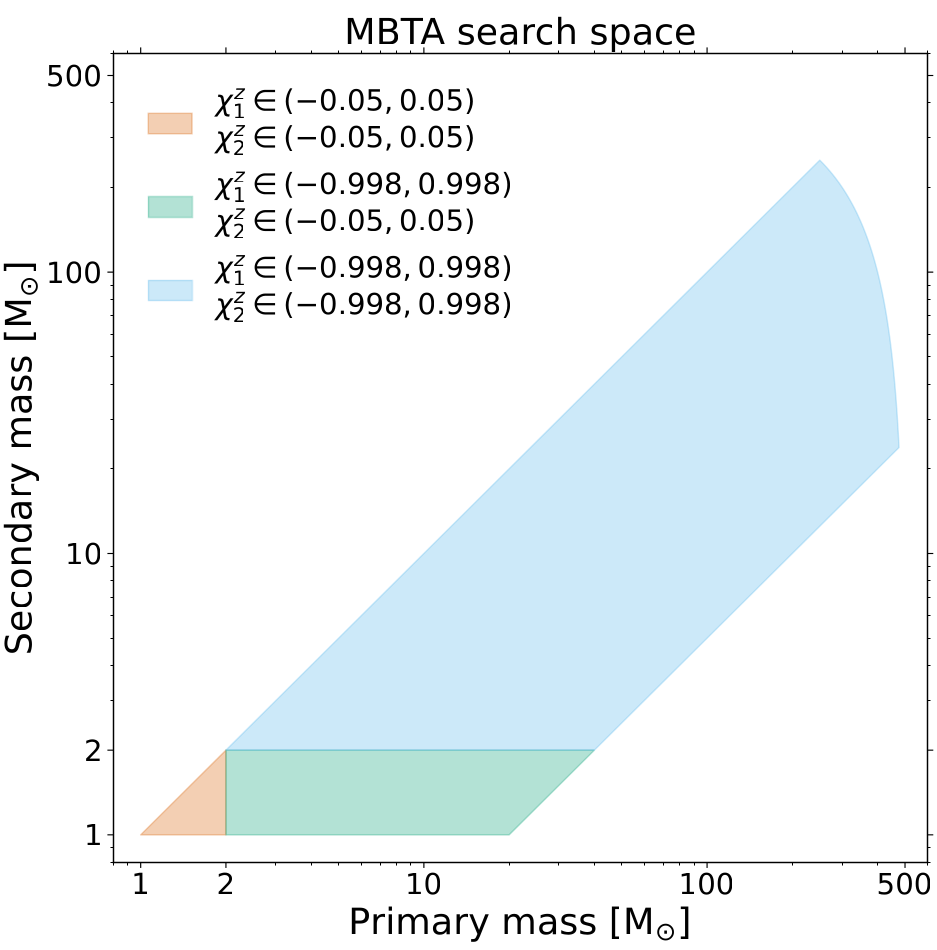 MBTA search space
500
100
10
2
1
Secondary mass [M☉]
χ₁ᶻ ∈ (−0.05, 0.05)
χ₂ᶻ ∈ (−0.05, 0.05)
χ₁ᶻ ∈ (−0.998, 0.998)
χ₂ᶻ ∈ (−0.05, 0.05)
χ₁ᶻ ∈ (−0.998, 0.998)
χ₂ᶻ ∈ (−0.998, 0.998)
1 2 10 100 500
Primary mass [M☉]